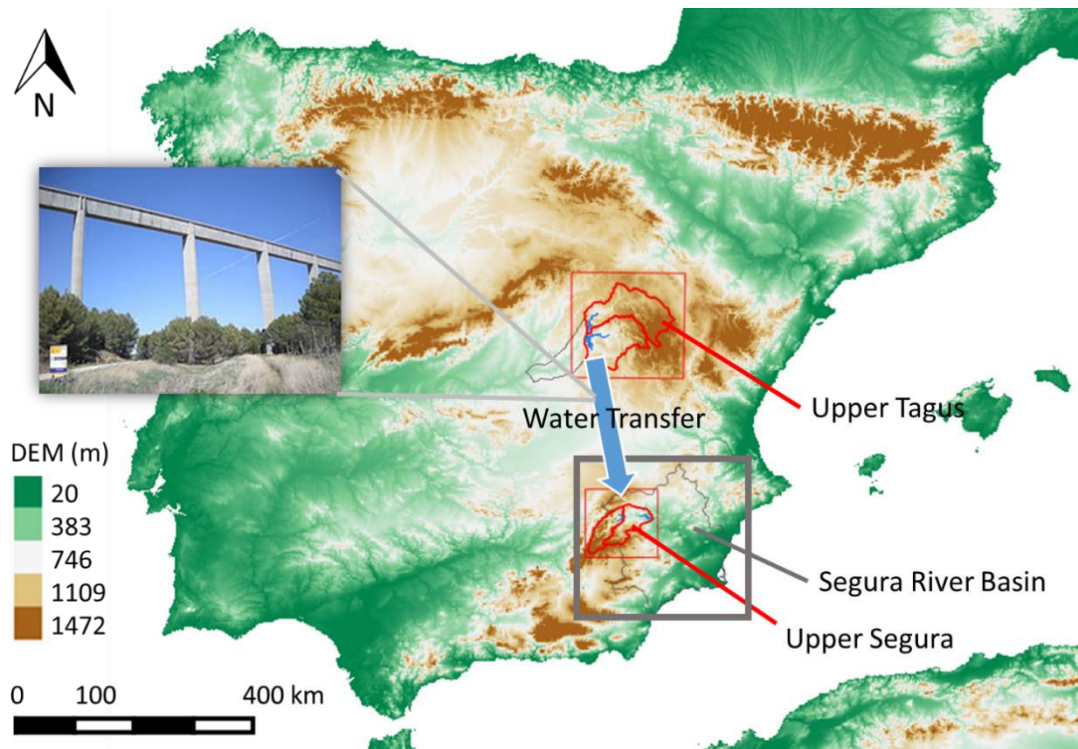 N
Water Transfer
Upper Tagus
DEM (m)
20
383
746
1109
1472
Segura River Basin
Upper Segura
0 100 400 km